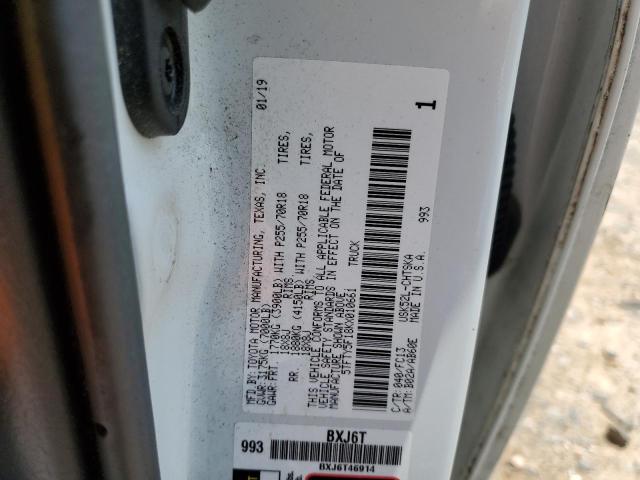 MFD BY: TOYOTA MOTOR MANUFACTURING, TEXAS, INC. 01/19
GVWR: 3175KG (7000LB)
GAWR: FRT. 1770KG (3900LB) WITH P255/70R18 TIRES,
18x8J RIMS
RR. 1880KG (4150LB) WITH P255/70R18 TIRES,
18x8J RIMS
THIS VEHICLE CONFORMS TO ALL APPLICABLE FEDERAL MOTOR
VEHICLE SAFETY STANDARDS IN EFFECT ON THE DATE OF
MANUFACTURE SHOWN ABOVE.
5TFTY5F10KX010661 TRUCK
1
C/TR: 040/FC13 USK52L-CHTSKA 993
A/TM: B02A/AB60E MADE IN U.S.A.
993 BXJ6T
BXJ6T46914